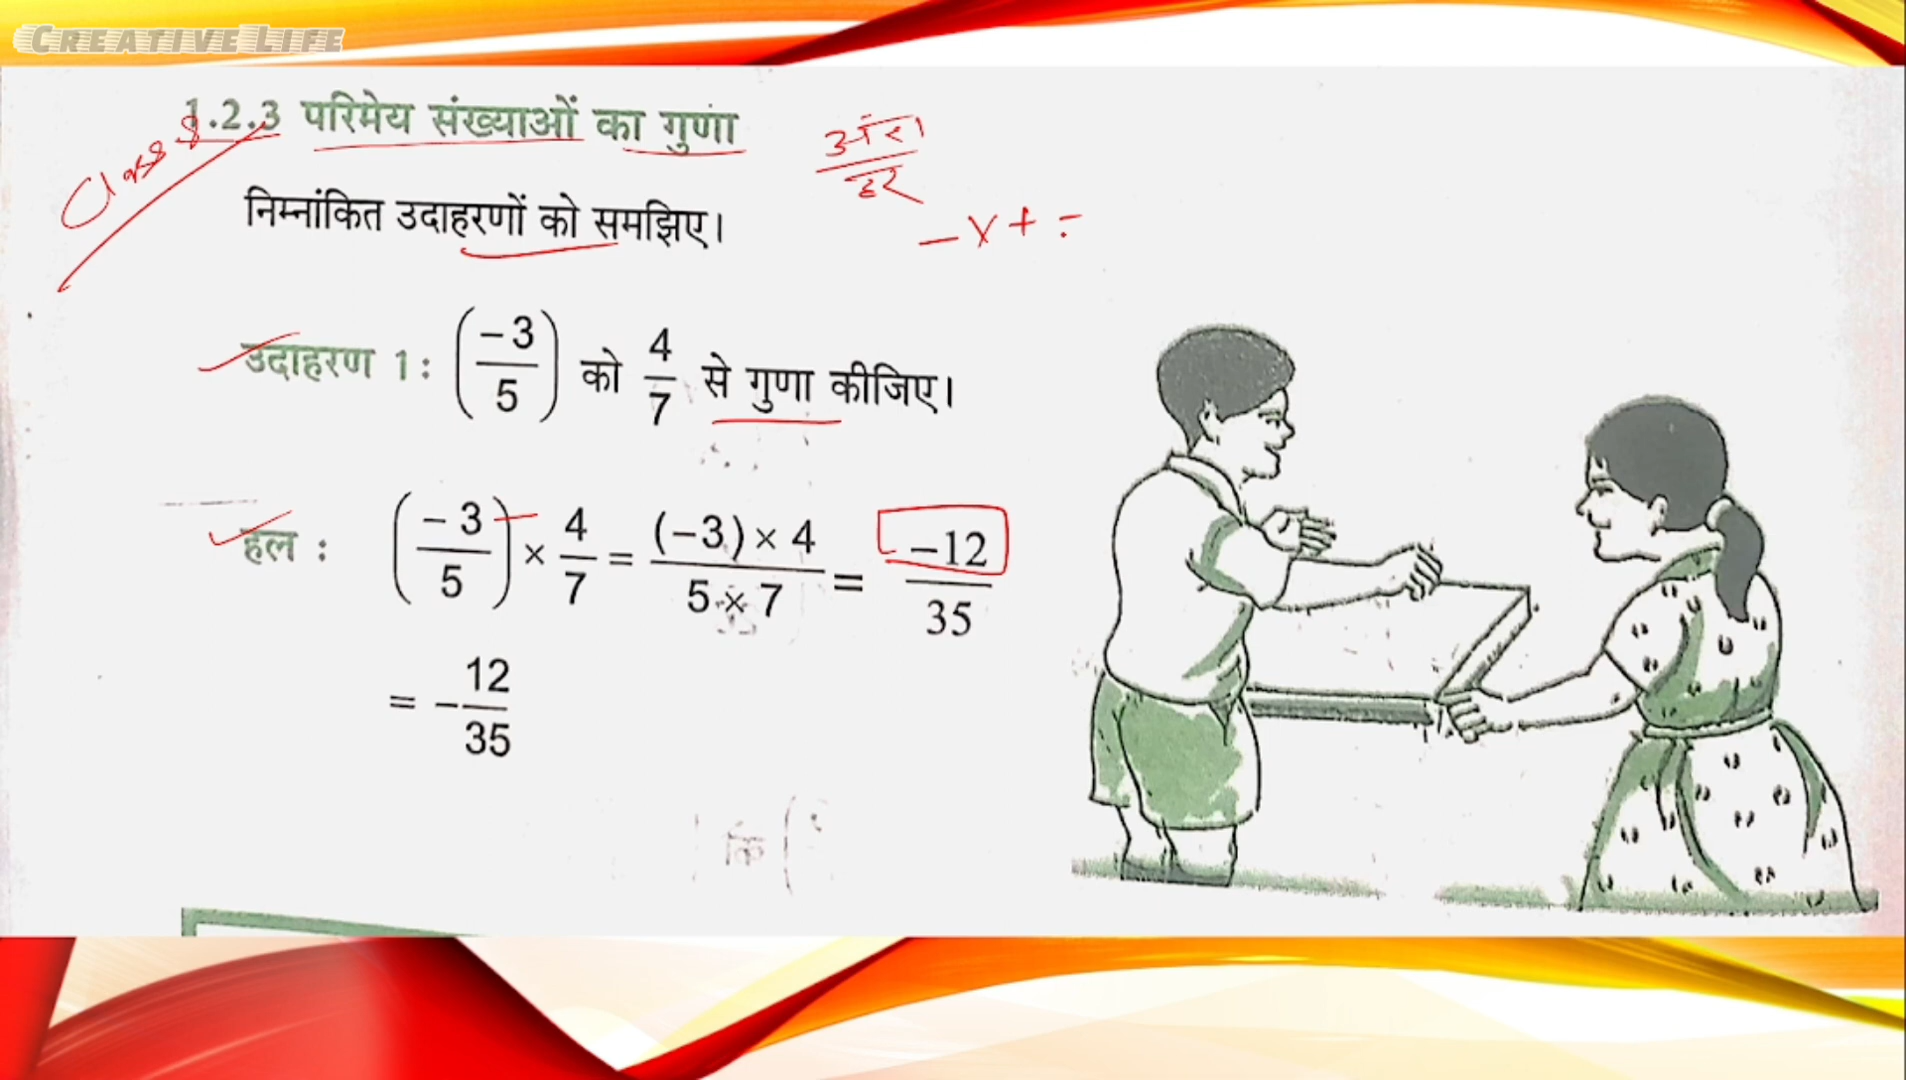 CREATIVE LIFE
Class 8
1.2.3 परिमेय संख्याओं का गुणा
अंश
हर
− × + ÷
निम्नांकित उदाहरणों को समझिए।
उदाहरण 1: (−3/5) को 4/7 से गुणा कीजिए।
हल : (−3/5) × 4/7 = (−3) × 4 / 5 × 7 = −12/35
= −12/35
कि (